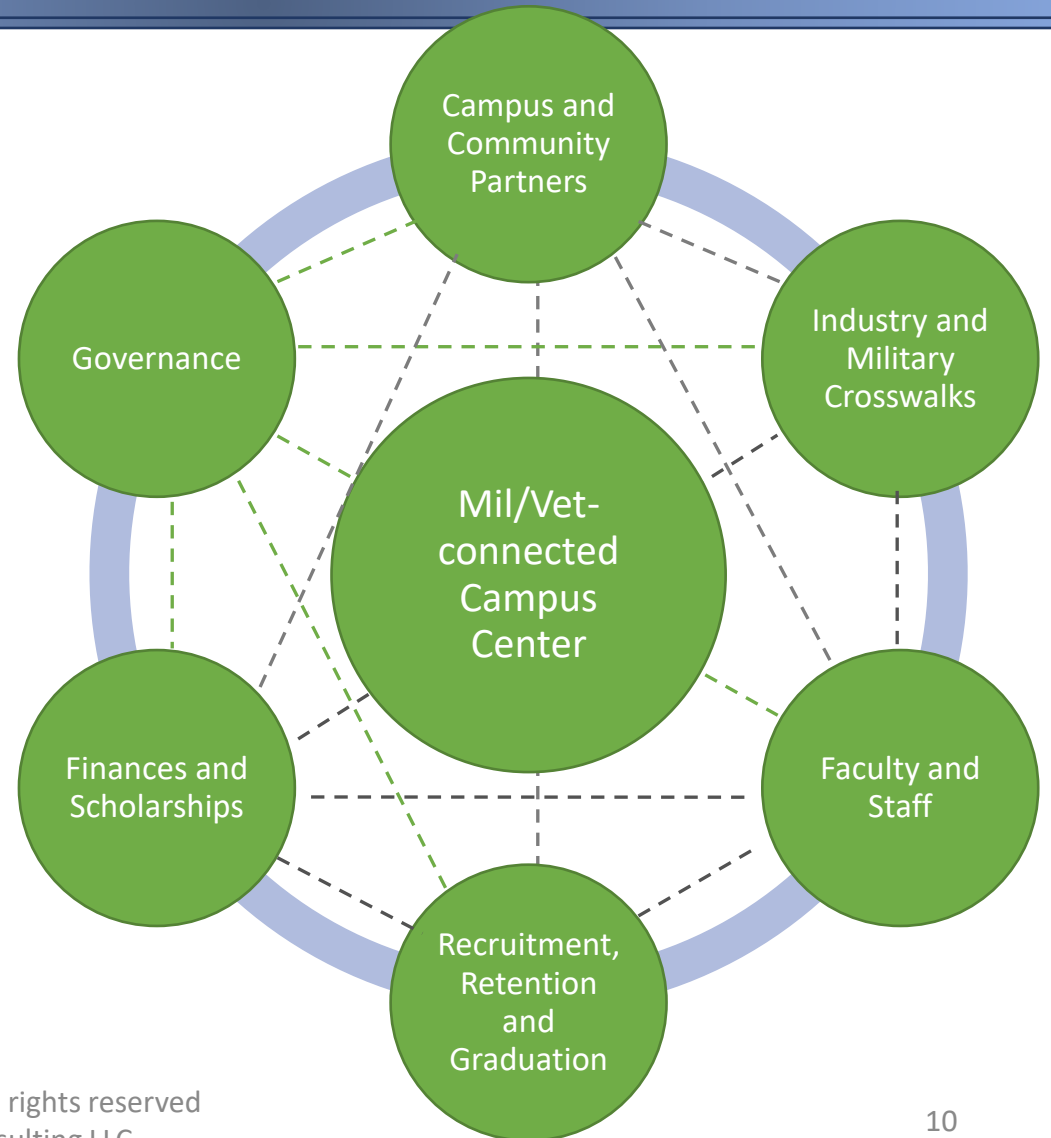 Campus and
Community
Partners
Governance
Industry and
Military
Crosswalks
Mil/Vet-
connected
Campus
Center
Finances and
Scholarships
Faculty and
Staff
Recruitment,
Retention
and
Graduation
rights reserved
LLC
10